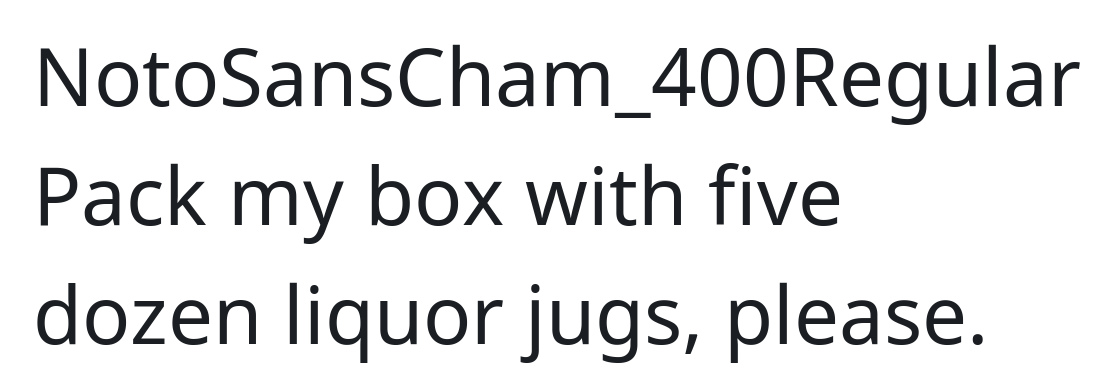 NotoSansCham_400Regular
Pack my box with five
dozen liquor jugs, please.